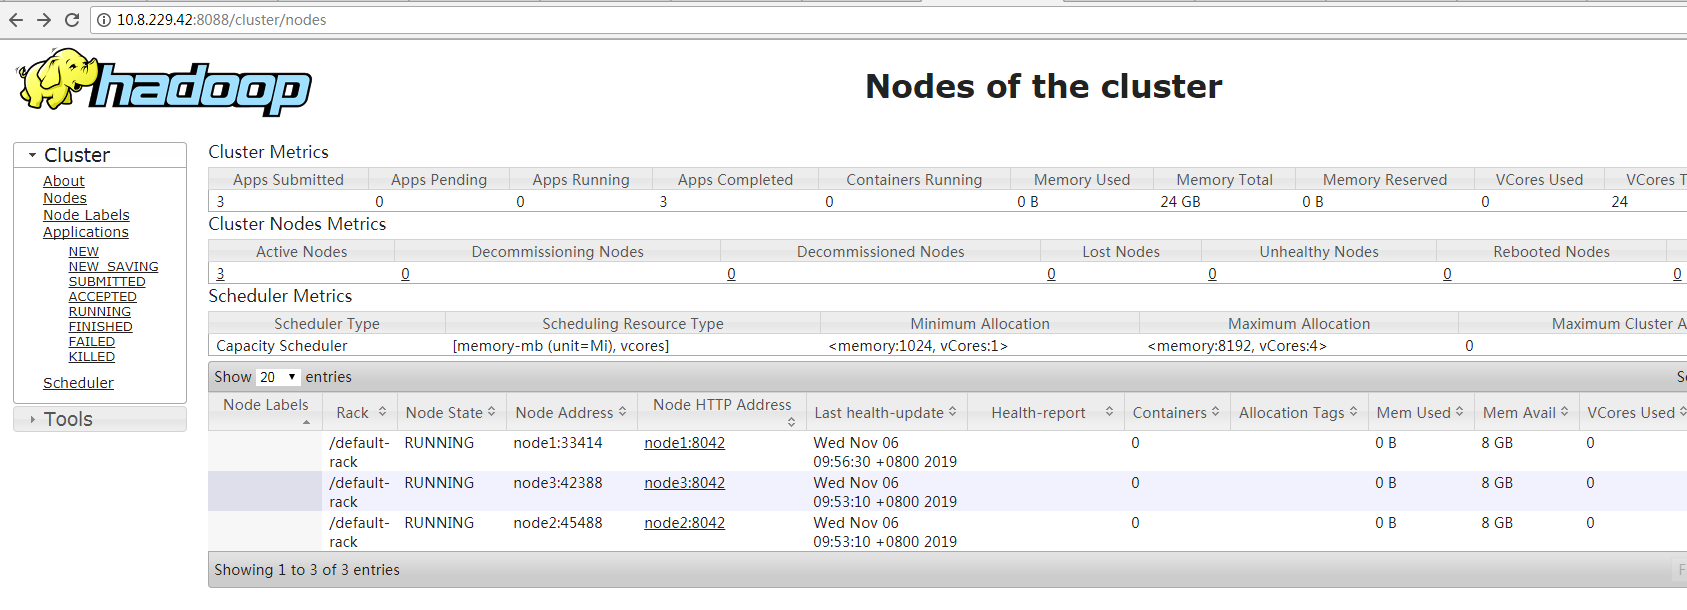 10.8.229.42:8088/cluster/nodes
hadoop
Nodes of the cluster
Cluster
About
Nodes
Node Labels
Applications
NEW
NEW_SAVING
SUBMITTED
ACCEPTED
RUNNING
FINISHED
FAILED
KILLED
Scheduler
Tools
Cluster Metrics
Apps Submitted Apps Pending Apps Running Apps Completed Containers Running Memory Used Memory Total Memory Reserved VCores Used VCores T
3 0 0 3 0 0 B 24 GB 0 B 0 24
Cluster Nodes Metrics
Active Nodes Decommissioning Nodes Decommissioned Nodes Lost Nodes Unhealthy Nodes Rebooted Nodes
3 0 0 0 0 0 0
Scheduler Metrics
Scheduler Type Scheduling Resource Type Minimum Allocation Maximum Allocation Maximum Cluster A
Capacity Scheduler [memory-mb (unit=Mi), vcores] <memory:1024, vCores:1> <memory:8192, vCores:4> 0
Show 20 entries
Node Labels Rack Node State Node Address Node HTTP Address Last health-update Health-report Containers Allocation Tags Mem Used Mem Avail VCores Used
/default- RUNNING node1:33414 node1:8042 Wed Nov 06 0 0 B 8 GB 0
rack 09:56:30 +0800 2019
/default- RUNNING node3:42388 node3:8042 Wed Nov 06 0 0 B 8 GB 0
rack 09:53:10 +0800 2019
/default- RUNNING node2:45488 node2:8042 Wed Nov 06 0 0 B 8 GB 0
rack 09:53:10 +0800 2019
Showing 1 to 3 of 3 entries